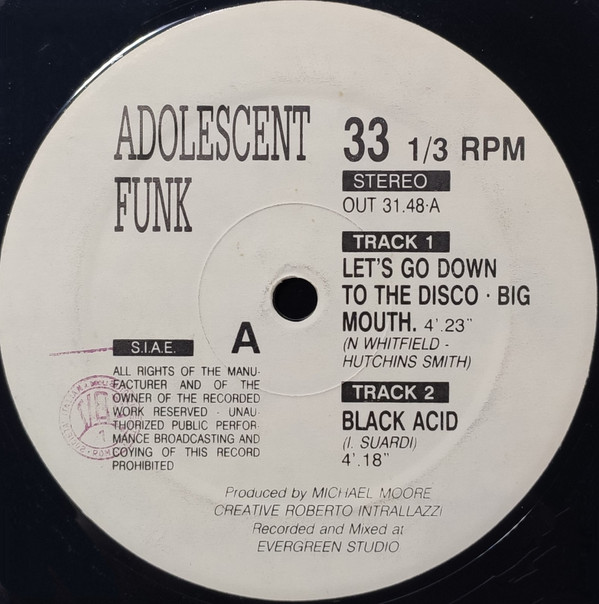 ADOLESCENT
FUNK
33 1/3 RPM
STEREO
OUT 31.48·A
TRACK 1
LET'S GO DOWN
TO THE DISCO · BIG
MOUTH. 4'.23"
(N WHITFIELD -
HUTCHINS SMITH)
TRACK 2
BLACK ACID
(I. SUARDI)
4'.18"
S.I.A.E.
A
ALL RIGHTS OF THE MANU-
FACTURER AND OF THE
OWNER OF THE RECORDED
WORK RESERVED · UNAU-
THORIZED PUBLIC PERFOR-
MANCE BROADCASTING AND
COYING OF THIS RECORD
PROHIBITED
Produced by MICHAEL MOORE
CREATIVE ROBERTO INTRALLAZZI
Recorded and Mixed at
EVERGREEN STUDIO